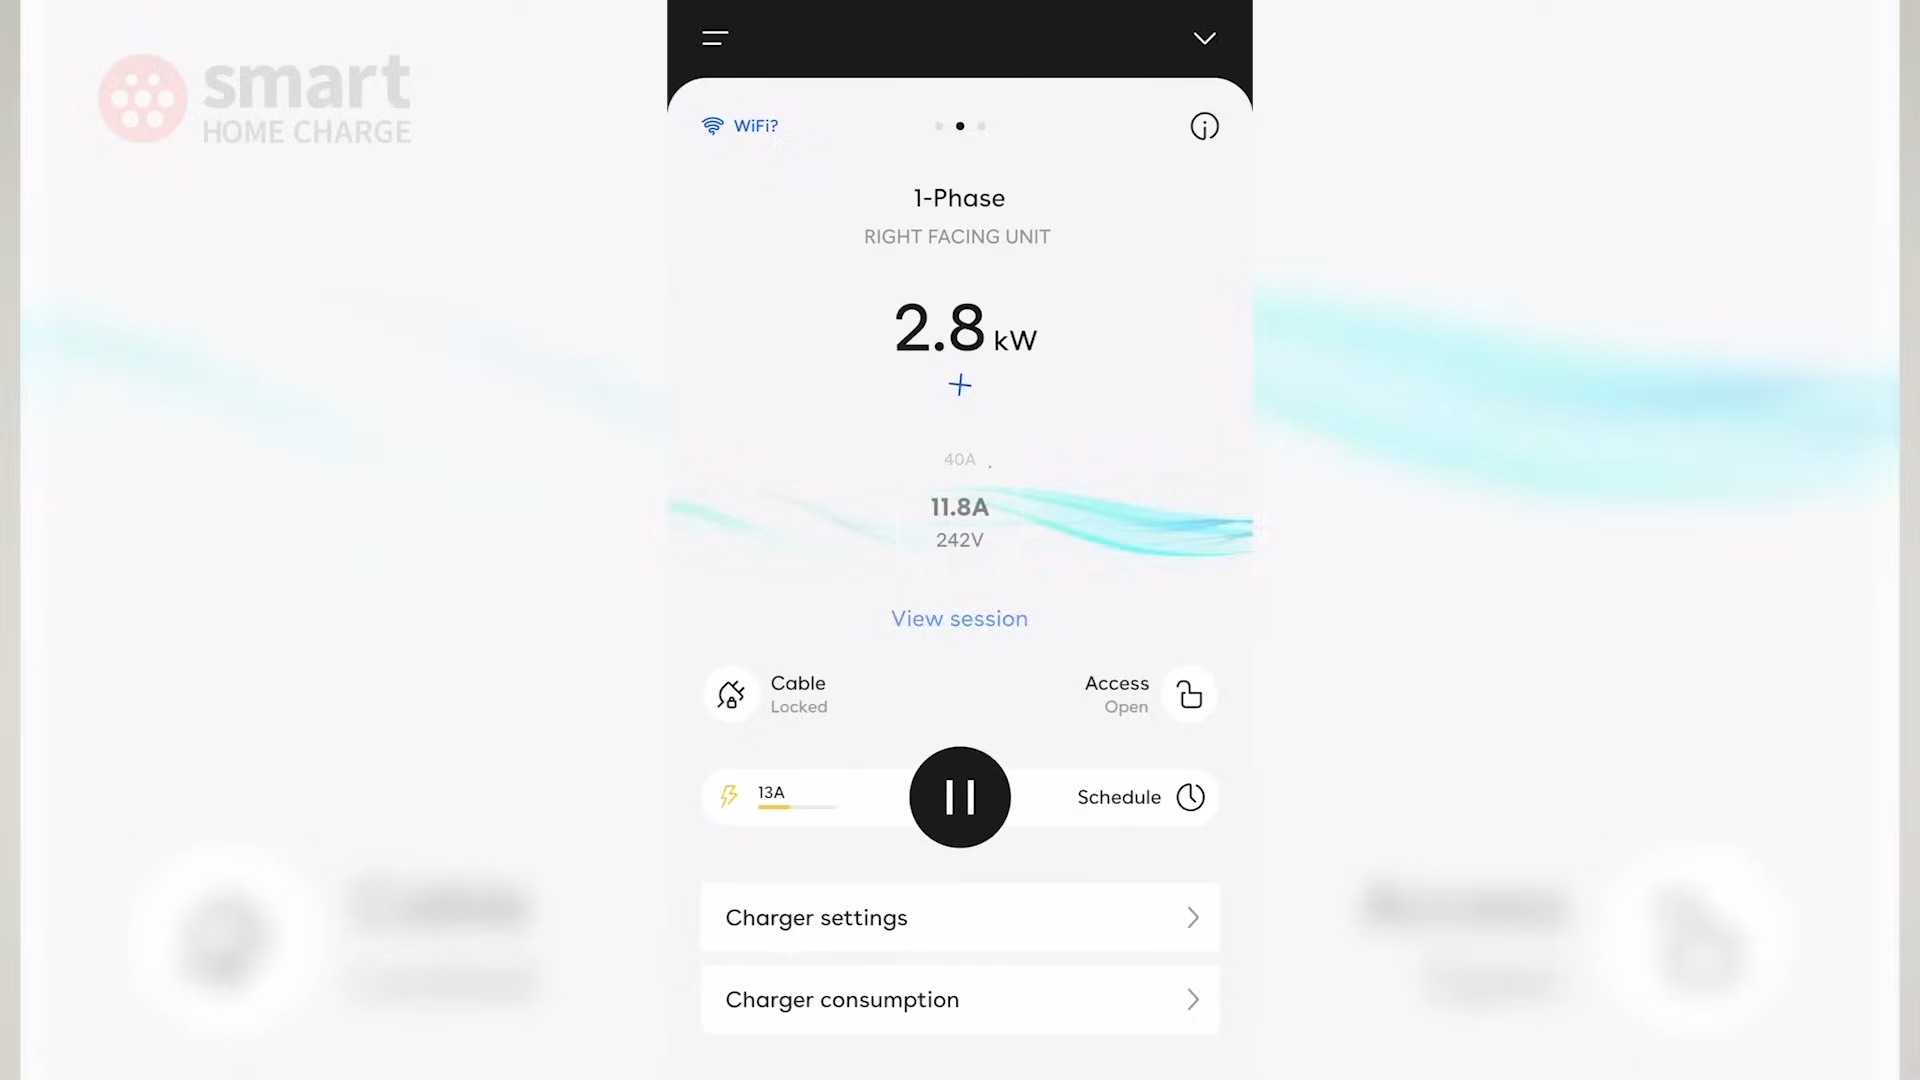 smart
HOME CHARGE
WiFi?
1-Phase
RIGHT FACING UNIT
2.8 kW
40A
11.8A
242V
View session
Cable
Locked
Access
Open
13A
Schedule
Charger settings
Charger consumption